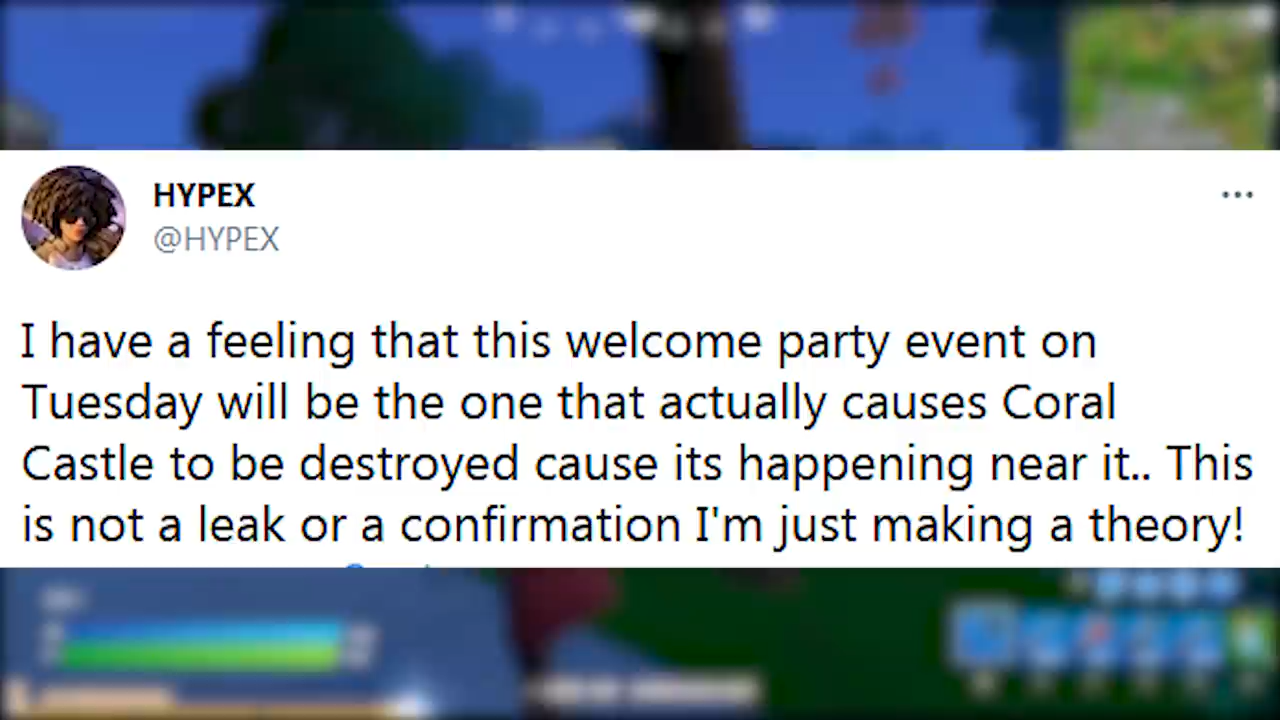 HYPEX
@HYPEX
I have a feeling that this welcome party event on
Tuesday will be the one that actually causes Coral
Castle to be destroyed cause its happening near it.. This
is not a leak or a confirmation I'm just making a theory!